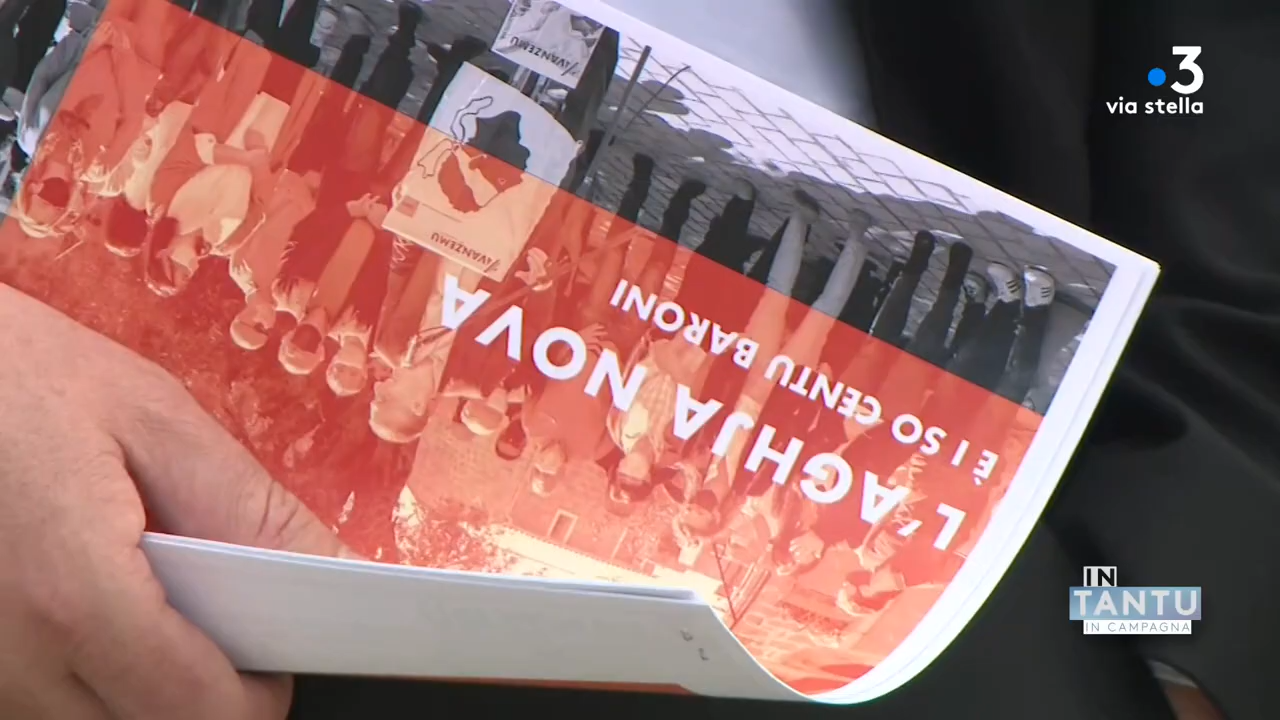 3
via stella
AVANZEMU
AVANZEMU
L'AGHJA NOVA
È I SO CENTU BARONI
IN
TANTU
IN CAMPAGNA